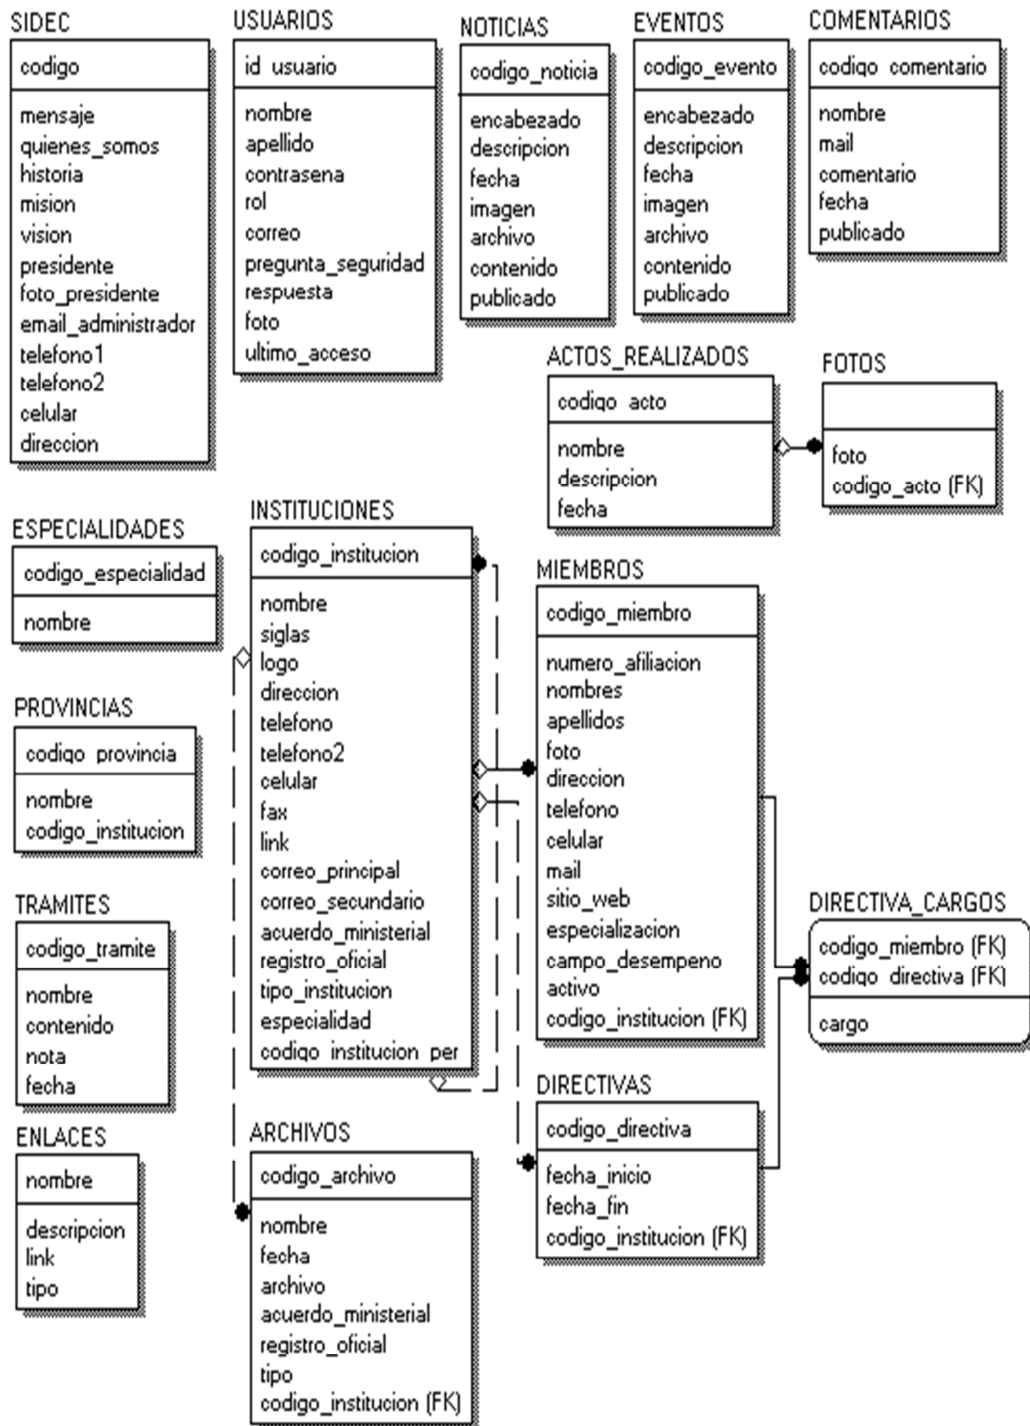 SIDEC
codigo
mensaje
quienes_somos
historia
mision
vision
presidente
foto_presidente
email_administrador
telefono1
telefono2
celular
direccion
USUARIOS
id_usuario
nombre
apellido
contrasena
rol
correo
pregunta_seguridad
respuesta
foto
ultimo_acceso
NOTICIAS
codigo_noticia
encabezado
descripcion
fecha
imagen
archivo
contenido
publicado
EVENTOS
codigo_evento
encabezado
descripcion
fecha
imagen
archivo
contenido
publicado
COMENTARIOS
codigo_comentario
nombre
mail
comentario
fecha
publicado
ACTOS_REALIZADOS
codigo_acto
nombre
descripcion
fecha
FOTOS
foto
codigo_acto (FK)
ESPECIALIDADES
codigo_especialidad
nombre
INSTITUCIONES
codigo_institucion
nombre
siglas
logo
direccion
telefono
telefono2
celular
fax
link
correo_principal
correo_secundario
acuerdo_ministerial
registro_oficial
tipo_institucion
especialidad
codigo_institucion_per
MIEMBROS
codigo_miembro
numero_afiliacion
nombres
apellidos
foto
direccion
telefono
celular
mail
sitio_web
especializacion
campo_desempeno
activo
codigo_institucion (FK)
PROVINCIAS
codigo_provincia
nombre
codigo_institucion
TRAMITES
codigo_tramite
nombre
contenido
nota
fecha
DIRECTIVA_CARGOS
codigo_miembro (FK)
codigo_directiva (FK)
cargo
ENLACES
nombre
descripcion
link
tipo
ARCHIVOS
codigo_archivo
nombre
fecha
archivo
acuerdo_ministerial
registro_oficial
tipo
codigo_institucion (FK)
DIRECTIVAS
codigo_directiva
fecha_inicio
fecha_fin
codigo_institucion (FK)